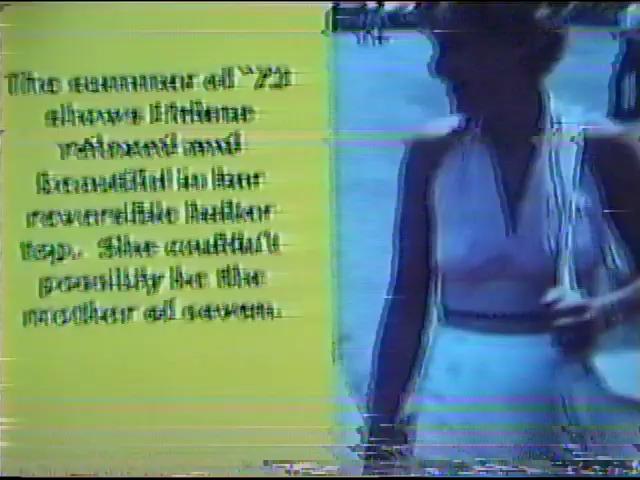 The summer of "72
shows
relaxed and
beautiful in her
reversible halter
top. She couldn't
possibly be the
mother of seven.